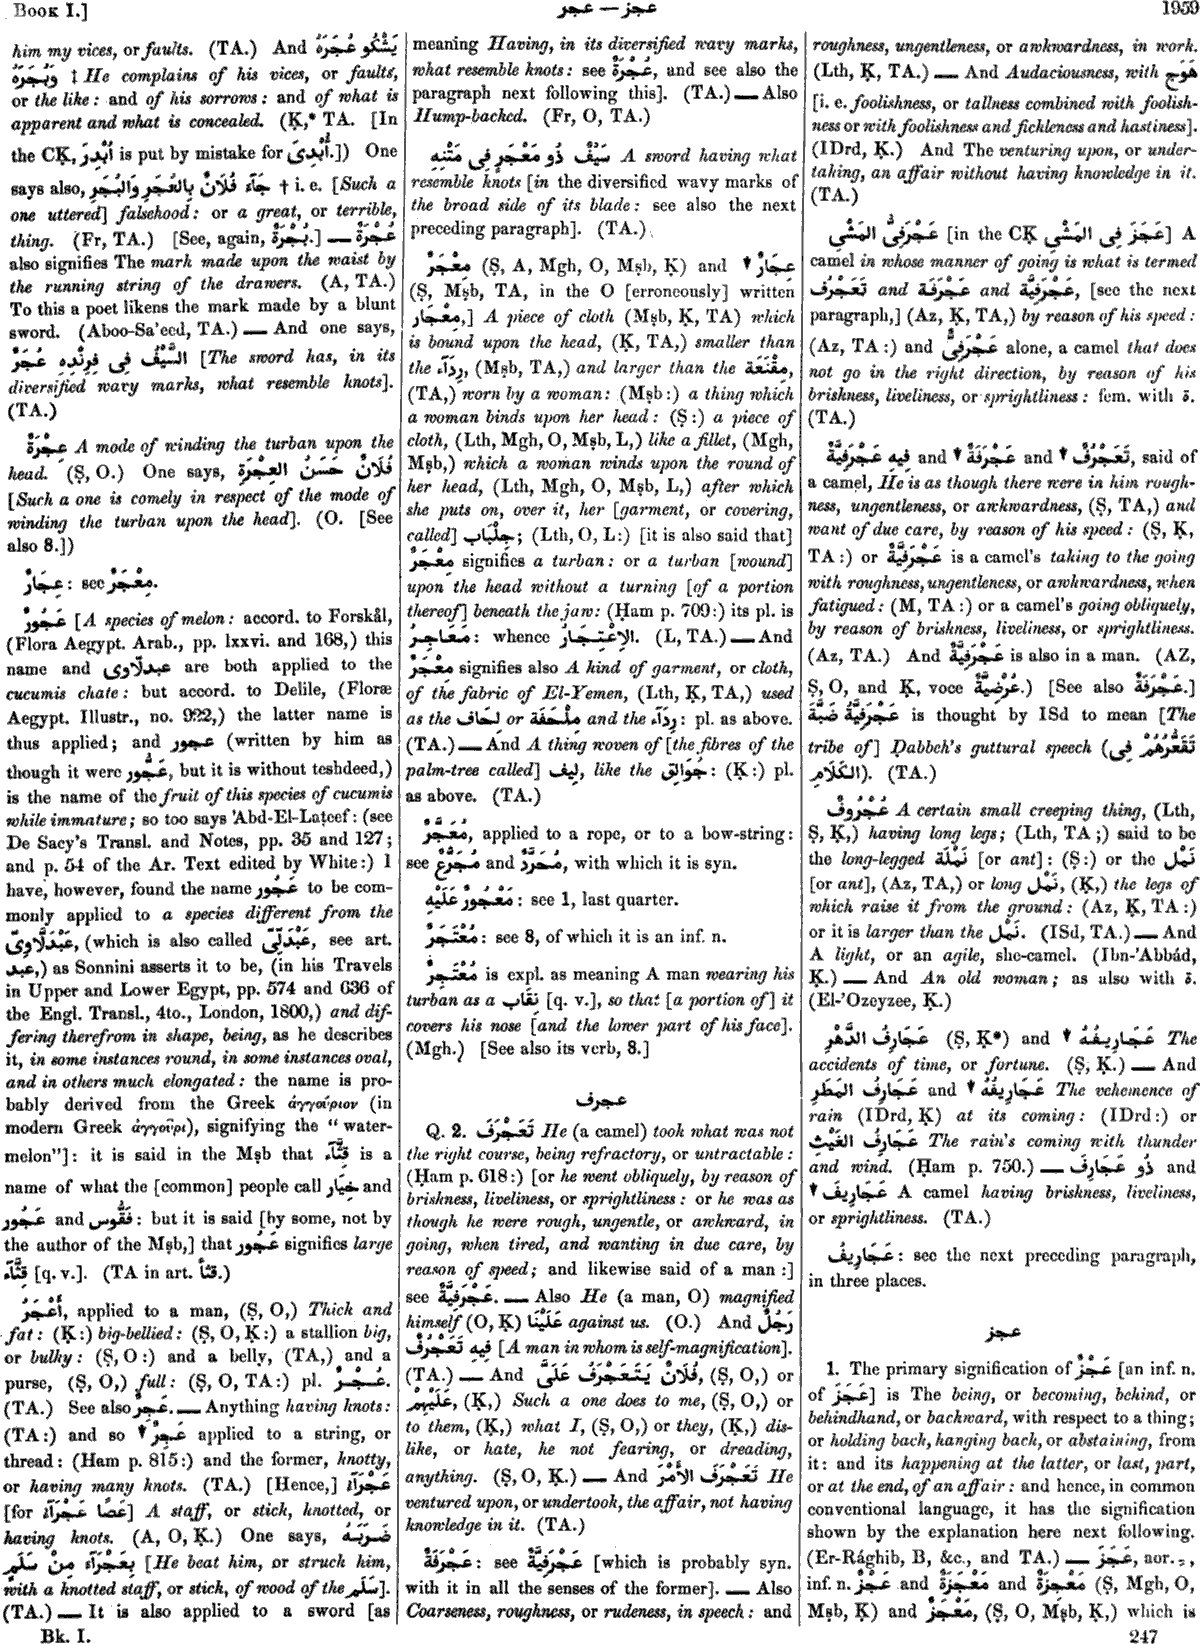 Book I.]
عجز — عجر
1959
him my vices, or faults. (TA.) And يَشْكُو عُجَرَهُ
وَبُجَرَهُ † He complains of his vices, or faults,
or the like: and of his sorrows: and of what is
apparent and what is concealed. (Ḳ,* TA. [In
the CḲ, أَبْدِرَ is put by mistake for أُبْدِىَ.]) One
says also, جَآءَ فُلَانٌ بِالعُجَرِ وَالبُجَرِ † i. e. [Such a
one uttered] falsehood: or a great, or terrible,
thing. (Fr, TA.) [See, again, بُجْرَةٌ.] — عُجْرَةٌ
also signifies The mark made upon the waist by
the running string of the drawers. (A, TA.)
To this a poet likens the mark made by a blunt
sword. (Aboo-Sa'eed, TA.) — And one says,
السَّيْفُ فِى فِرِنْدِهِ عُجَرٌ [The sword has, in its
diversified wavy marks, what resemble knots].
(TA.)
عِجْرَةٌ A mode of winding the turban upon the
head. (Ṣ, O.) One says, فُلَانٌ حَسَنُ العِجْرَةِ
[Such a one is comely in respect of the mode of
winding the turban upon the head]. (O. [See
also 8.])
عِجَارٌ: see مِعْجَرٌ.
عَجُورٌ [A species of melon: accord. to Forskål,
(Flora Aegypt. Arab., pp. lxxvi. and 168,) this
name and عبدلاوى are both applied to the
cucumis chate: but accord. to Delile, (Floræ
Aegypt. Illustr., no. 922,) the latter name is
thus applied; and عجور (written by him as
though it were عَجُّور, but it is without teshdeed,)
is the name of the fruit of this species of cucumis
while immature; so too says 'Abd-El-Laṭeef: (see
De Sacy's Transl. and Notes, pp. 35 and 127;
and p. 54 of the Ar. Text edited by White:) I
have, however, found the name عَجُور to be com-
monly applied to a species different from the
عَبْدَلَّاوِىّ, (which is also called عَبْدَلِّىّ, see art.
عبد,) as Sonnini asserts it to be, (in his Travels
in Upper and Lower Egypt, pp. 574 and 636 of
the Engl. Transl., 4to., London, 1800,) and dif-
fering therefrom in shape, being, as he describes
it, in some instances round, in some instances oval,
and in others much elongated: the name is pro-
bably derived from the Greek ἀγγούριον (in
modern Greek ἀγγοῦρι), signifying the "water-
melon"]: it is said in the Mṣb that قِثَّآء is a
name of what the [common] people call خِيَار and
عَجُور and فَقُّوس: but it is said [by some, not by
the author of the Mṣb,] that عَجُور signifies large
قِثَّآء [q. v.]. (TA in art. قثأ.)
أَعْجَرُ, applied to a man, (Ṣ, O,) Thick and
fat: (Ḳ:) big-bellied: (Ṣ, O, Ḳ:) a stallion big,
or bulky: (Ṣ, O:) and a belly, (TA,) and a
purse, (Ṣ, O,) full: (Ṣ, O, TA:) pl. عُجْرٌ.
(TA.) See also عَجِرٌ. — Anything having knots:
(TA:) and so عَجِرٌ applied to a string, or
thread: (Ham p. 815:) and the former, knotty,
or having many knots. (TA.) [Hence,] عَجْرَآءُ
[for عَصًا عَجْرَآءُ] A staff, or stick, knotted, or
having knots. (A, O, Ḳ.) One says, ضَرَبَهُ
بِعَجْرَآءَ مِنْ سَلَمٍ [He beat him, or struck him,
with a knotted staff, or stick, of wood of the سَلَم].
(TA.) — It is also applied to a sword [as
meaning Having, in its diversified wavy marks,
what resemble knots: see عُجْرَةٌ, and see also the
paragraph next following this]. (TA.) — Also
Hump-backed. (Fr, O, TA.)
سَيْفٌ ذُو مَعْجَرٍ فِى مَتْنِهِ A sword having what
resemble knots [in the diversified wavy marks of
the broad side of its blade: see also the next
preceding paragraph]. (TA.)
مِعْجَرٌ (Ṣ, A, Mgh, O, Mṣb, Ḳ) and عِجَارٌ
(Ṣ, Mṣb, TA, in the O [erroneously] written
مِعْجَار,] A piece of cloth (Mṣb, Ḳ, TA) which
is bound upon the head, (Ḳ, TA,) smaller than
the رِدَآء, (Mṣb, TA,) and larger than the مِقْنَعَة,
(TA,) worn by a woman: (Mṣb:) a thing which
a woman binds upon her head: (Ṣ:) a piece of
cloth, (Lth, Mgh, O, Mṣb, L,) like a fillet, (Mgh,
Mṣb,) which a woman winds upon the round of
her head, (Lth, Mgh, O, Mṣb, L,) after which
she puts on, over it, her [garment, or covering,
called] جِلْبَاب; (Lth, O, L:) [it is also said that]
مِعْجَرٌ signifies a turban: or a turban [wound]
upon the head without a turning [of a portion
thereof] beneath the jaw: (Ḥam p. 709:) its pl. is
مَعَاجِرُ: whence الاِعْتِجَارُ. (L, TA.) — And
مِعْجَرٌ signifies also A kind of garment, or cloth,
of the fabric of El-Yemen, (Lth, Ḳ, TA,) used
as the لِحَاف or مِلْحَفَة and the رِدَآء: pl. as above.
(TA.) — And A thing woven of [the fibres of the
palm-tree called] لِيف, like the جُوَالِق: (Ḳ:) pl.
as above. (TA.)
مُعَجَّرٌ, applied to a rope, or to a bow-string:
see مُجَرَّعٌ and مُحَرَّدٌ, with which it is syn.
مَعْجُورٌ عَلَيْهِ: see 1, last quarter.
مُعْتَجَرٌ: see 8, of which it is an inf. n.
مُعْتَجِرٌ is expl. as meaning A man wearing his
turban as a نِقَاب [q. v.], so that [a portion of] it
covers his nose [and the lower part of his face].
(Mgh.) [See also its verb, 8.]
عجرف
Q. 2. تَعَجْرَفَ He (a camel) took what was not
the right course, being refractory, or untractable:
(Ḥam p. 618:) [or he went obliquely, by reason of
briskness, liveliness, or sprightliness: or he was as
though he were rough, ungentle, or awkward, in
going, when tired, and wanting in due care, by
reason of speed; and likewise said of a man:]
see عَجْرَفِيَّةٌ. — Also He (a man, O) magnified
himself (O, Ḳ) عَلَيْنَا against us. (O.) And رَجُلٌ
فِيهِ تَعَجْرُفٌ [A man in whom is self-magnification].
(TA.) — And فُلَانٌ يَتَعَجْرَفُ عَلَىَّ, (Ṣ, O,) or
عَلَيْهِمْ, (Ḳ,) Such a one does to me, (Ṣ, O,) or
to them, (Ḳ,) what I, (Ṣ, O,) or they, (Ḳ,) dis-
like, or hate, he not fearing, or dreading,
anything. (Ṣ, O, Ḳ.) — And تَعَجْرَفَ الأَمْرَ He
ventured upon, or undertook, the affair, not having
knowledge in it. (TA.)
عَجْرَفَةٌ: see عَجْرَفِيَّةٌ [which is probably syn.
with it in all the senses of the former]. — Also
Coarseness, roughness, or rudeness, in speech: and
roughness, ungentleness, or awkwardness, in work.
(Lth, Ḳ, TA.) — And Audaciousness, with هَوَج
[i. e. foolishness, or tallness combined with foolish-
ness or with foolishness and fickleness and hastiness].
(IDrd, Ḳ.) And The venturing upon, or under-
taking, an affair without having knowledge in it.
(TA.)
عَجْرَفِىُّ المَشْىِ [in the CḲ عَجَزَ فِى المَشْىِ] A
camel in whose manner of going is what is termed
تَعَجْرُف and عَجْرَفَة and عَجْرَفِيَّة, [see the next
paragraph,] (Az, Ḳ, TA,) by reason of his speed:
(Az, TA:) and عَجْرَفِىٌّ alone, a camel that does
not go in the right direction, by reason of his
briskness, liveliness, or sprightliness: fem. with ة.
(TA.)
فِيهِ عَجْرَفِيَّةٌ and عَجْرَفَةٌ and تَعَجْرُفٌ, said of
a camel, He is as though there were in him rough-
ness, ungentleness, or awkwardness, (Ṣ, TA,) and
want of due care, by reason of his speed: (Ṣ, Ḳ,
TA:) or عَجْرَفِيَّةٌ is a camel's taking to the going
with roughness, ungentleness, or awkwardness, when
fatigued: (M, TA:) or a camel's going obliquely,
by reason of briskness, liveliness, or sprightliness.
(Az, TA.) And عَجْرَفِيَّةٌ is also in a man. (AZ,
Ṣ, O, and Ḳ, voce عُرْضِيَّةٌ.) [See also عَجْرَفَةٌ.]
عَجْرَفِيَّةُ ضَبَّةَ is thought by ISd to mean [The
tribe of] Ḍabbeh's guttural speech (تَقَعُّرُهُمْ فِى
الكَلَامِ). (TA.)
عُجْرُوفٌ A certain small creeping thing, (Lth,
Ṣ, Ḳ,) having long legs; (Lth, TA;) said to be
the long-legged نَمْلَة [or ant]: (Ṣ:) or the نَمْل
[or ant], (Az, TA,) or long نَمْل, (Ḳ,) the legs of
which raise it from the ground: (Az, Ḳ, TA:)
or it is larger than the نَمْل. (ISd, TA.) — And
A light, or an agile, she-camel. (Ibn-'Abbád,
Ḳ.) — And An old woman; as also with ة.
(El-'Ozeyzee, Ḳ.)
عَجَارِفُ الدَّهْرِ (Ṣ, Ḳ*) and عَجَارِيفُهُ The
accidents of time, or fortune. (Ṣ, Ḳ.) — And
عَجَارِفُ المَطَرِ and عَجَارِيفُهُ The vehemence of
rain (IDrd, Ḳ) at its coming: (IDrd:) or
عَجَارِفُ الغَيْثِ The rain's coming with thunder
and wind. (Ḥam p. 750.) — ذُو عَجَارِفَ and
عَجَارِيفَ A camel having briskness, liveliness,
or sprightliness. (TA.)
عَجَارِيفُ: see the next preceding paragraph,
in three places.
عجز
1. The primary signification of عَجْزٌ [an inf. n.
of عَجَزَ] is The being, or becoming, behind, or
behindhand, or backward, with respect to a thing;
or holding back, hanging back, or abstaining, from
it: and its happening at the latter, or last, part,
or at the end, of an affair: and hence, in common
conventional language, it has the signification
shown by the explanation here next following.
(Er-Rághib, B, &c., and TA.) — عَجَزَ, aor. ـِ,
inf. n. عَجْزٌ and مَعْجِزَةٌ and مَعْجَزَةٌ (Ṣ, Mgh, O,
Mṣb, Ḳ) and مَعْجَزٌ, (Ṣ, O, Mṣb, Ḳ,) which is
Bk. I.
247